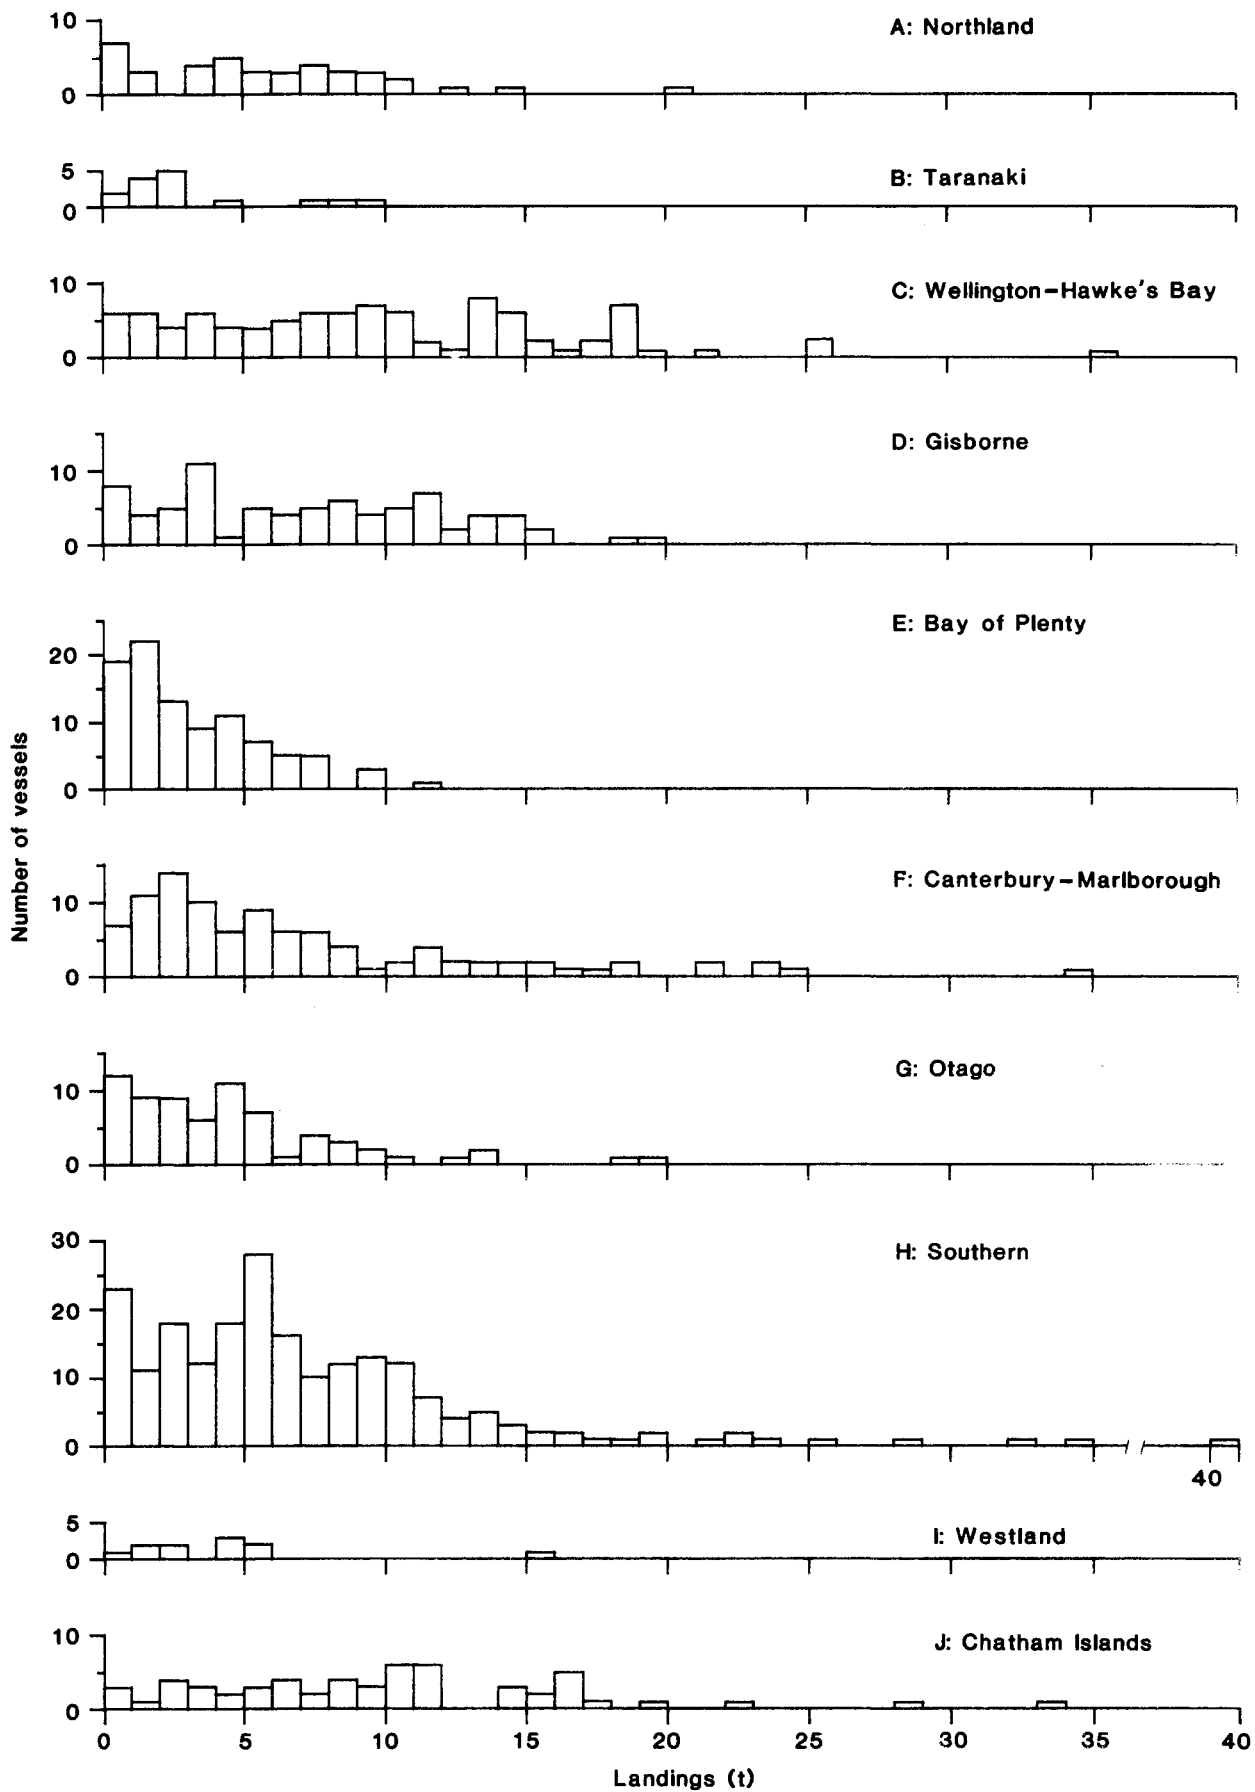 10
0
A: Northland
5
0
B: Taranaki
10
0
C: Wellington-Hawke's Bay
10
0
D: Gisborne
20
10
0
E: Bay of Plenty
Number of vessels
10
0
F: Canterbury-Marlborough
10
0
G: Otago
30
20
10
0
H: Southern
40
5
0
I: Westland
10
0
J: Chatham Islands
0 5 10 15 20 25 30 35 40
Landings (t)